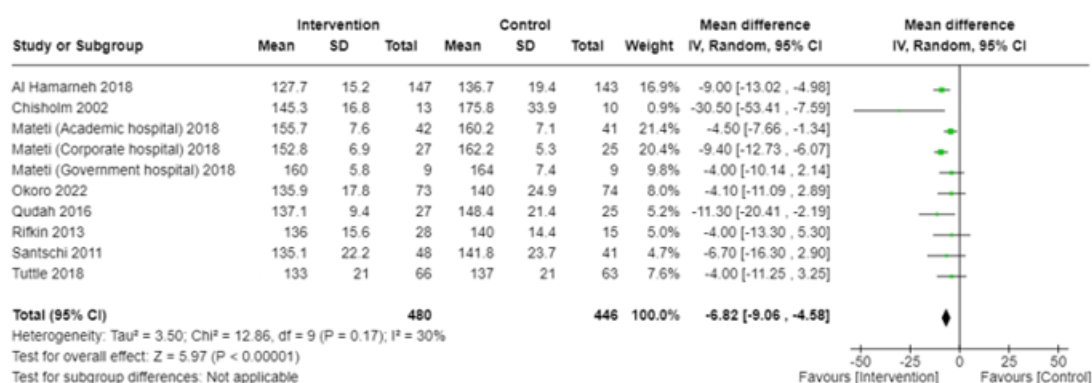 Intervention Control Mean difference Mean difference
Study or Subgroup Mean SD Total Mean SD Total Weight IV, Random, 95% CI IV, Random, 95% CI
Al Hamarneh 2018 127.7 15.2 147 136.7 19.4 143 16.9% -9.00 [-13.02 , -4.98]
Chisholm 2002 145.3 16.8 13 175.8 33.9 10 0.9% -30.50 [-53.41 , -7.59]
Mateti (Academic hospital) 2018 155.7 7.6 42 160.2 7.1 41 21.4% -4.50 [-7.66 , -1.34]
Mateti (Corporate hospital) 2018 152.8 6.9 27 162.2 5.3 25 20.4% -9.40 [-12.73 , -6.07]
Mateti (Government hospital) 2018 160 5.8 9 164 7.4 9 9.9% -4.00 [-10.14 , 2.14]
Okoro 2022 135.9 17.8 73 140 24.9 74 8.0% -4.10 [-11.09 , 2.89]
Qudah 2016 137.1 9.4 27 148.4 21.4 25 5.2% -11.30 [-20.41 , -2.19]
Rifkin 2013 136 15.6 28 140 14.4 15 5.0% -4.00 [-13.30 , 5.30]
Santschi 2011 135.1 22.2 48 141.8 23.7 41 4.7% -6.70 [-16.30 , 2.90]
Tuttle 2018 133 21 66 137 21 63 7.6% -4.00 [-11.25 , 3.25]
Total (95% CI) 480 446 100.0% -6.82 [-9.06 , -4.58]
Heterogeneity: Tau² = 3.50; Chi² = 12.86, df = 9 (P = 0.17); I² = 30%
Test for overall effect: Z = 5.97 (P < 0.00001)
Test for subgroup differences: Not applicable
-50 -25 0 25 50
Favours [Intervention] Favours [Control]